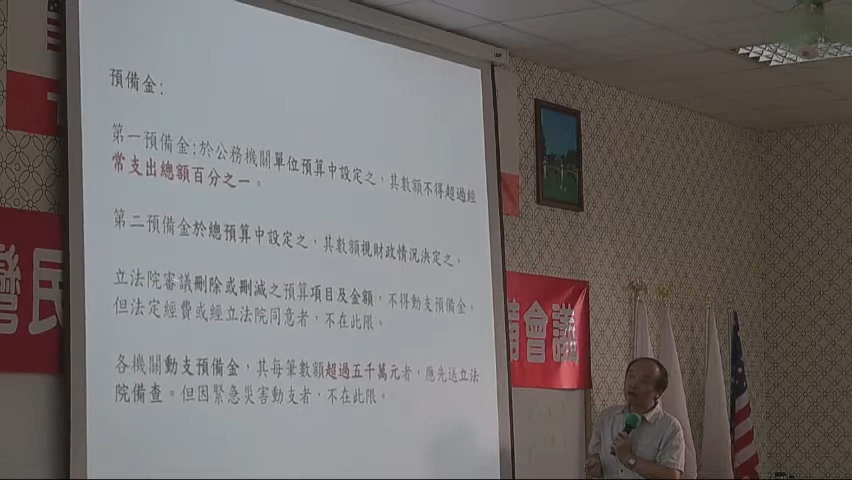 預備金:
第一預備金:於公務機關單位預算中設定之，其數額不得超過經
常支出總額百分之一。
第二預備金於總預算中設定之，其數額視財政情況決定之。
立法院審議刪除或刪減之預算項目及金額，不得動支預備金。
但法定經費或經立法院同意者，不在此限。
各機關動支預備金，其每筆數額超過五千萬元者，應先送立法
院備查。但因緊急災害動支者，不在此限。
灣民
會議